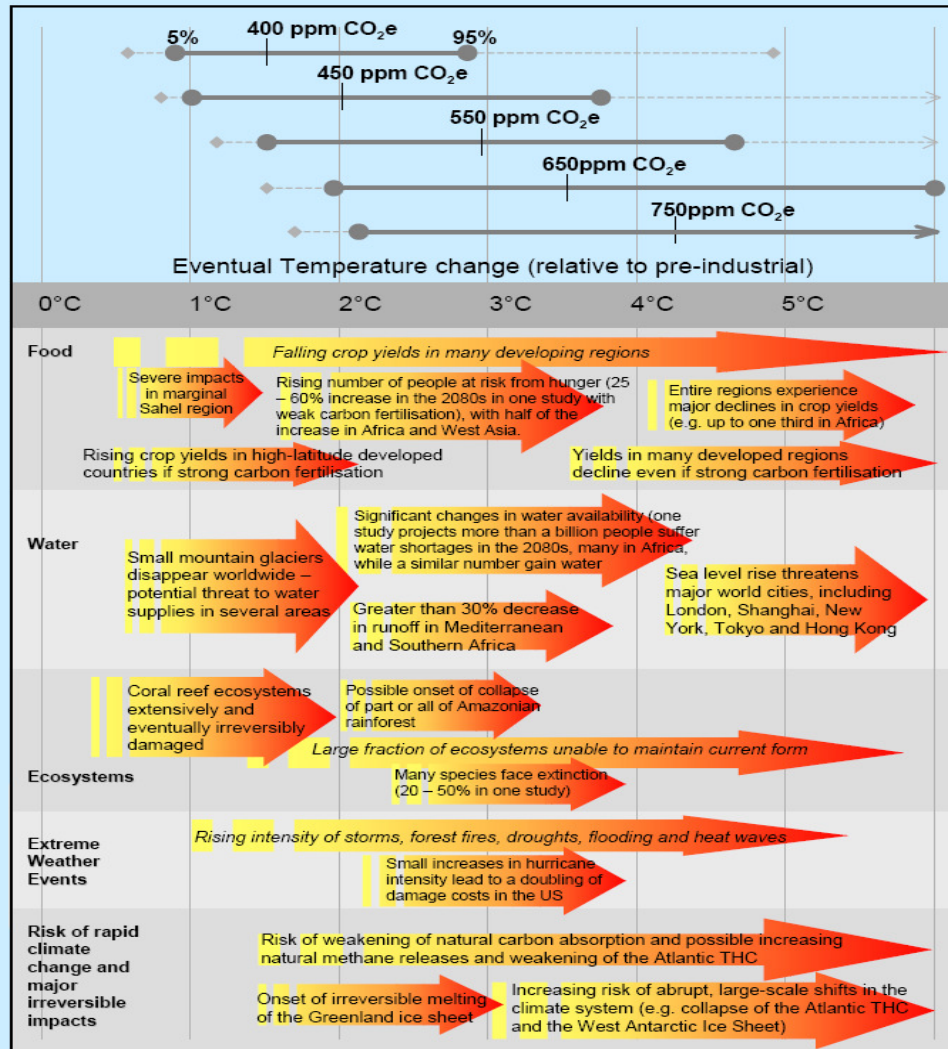 5%
400 ppm CO₂e
95%
450 ppm CO₂e
550 ppm CO₂e
650ppm CO₂e
750ppm CO₂e
Eventual Temperature change (relative to pre-industrial)
0°C 1°C 2°C 3°C 4°C 5°C
Food
Falling crop yields in many developing regions
Severe impacts
in marginal
Sahel region
Rising number of people at risk from hunger (25
– 60% increase in the 2080s in one study with
weak carbon fertilisation), with half of the
increase in Africa and West Asia.
Entire regions experience
major declines in crop yields
(e.g. up to one third in Africa)
Rising crop yields in high-latitude developed
countries if strong carbon fertilisation
Yields in many developed regions
decline even if strong carbon fertilisation
Water
Small mountain glaciers
disappear worldwide –
potential threat to water
supplies in several areas
Significant changes in water availability (one
study projects more than a billion people suffer
water shortages in the 2080s, many in Africa,
while a similar number gain water
Greater than 30% decrease
in runoff in Mediterranean
and Southern Africa
Sea level rise threatens
major world cities, including
London, Shanghai, New
York, Tokyo and Hong Kong
Ecosystems
Coral reef ecosystems
extensively and
eventually irreversibly
damaged
Possible onset of collapse
of part or all of Amazonian
rainforest
Large fraction of ecosystems unable to maintain current form
Many species face extinction
(20 – 50% in one study)
Extreme
Weather
Events
Rising intensity of storms, forest fires, droughts, flooding and heat waves
Small increases in hurricane
intensity lead to a doubling of
damage costs in the US
Risk of rapid
climate
change and
major
irreversible
impacts
Risk of weakening of natural carbon absorption and possible increasing
natural methane releases and weakening of the Atlantic THC
Onset of irreversible melting
of the Greenland ice sheet
Increasing risk of abrupt, large-scale shifts in the
climate system (e.g. collapse of the Atlantic THC
and the West Antarctic Ice Sheet)